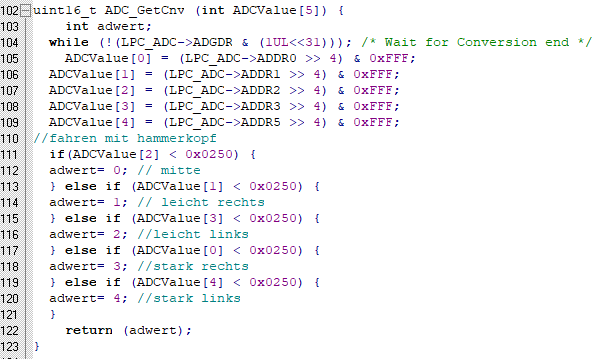 102 uint16_t ADC_GetCnv (int ADCValue[5]) {
103 int adwert;
104 while (!(LPC_ADC->ADGDR & (1UL<<31))); /* Wait for Conversion end */
105 ADCValue[0] = (LPC_ADC->ADDR0 >> 4) & 0xFFF;
106 ADCValue[1] = (LPC_ADC->ADDR1 >> 4) & 0xFFF;
107 ADCValue[2] = (LPC_ADC->ADDR2 >> 4) & 0xFFF;
108 ADCValue[3] = (LPC_ADC->ADDR3 >> 4) & 0xFFF;
109 ADCValue[4] = (LPC_ADC->ADDR5 >> 4) & 0xFFF;
110 //fahren mit hammerkopf
111 if(ADCValue[2] < 0x0250) {
112 adwert= 0; // mitte
113 } else if (ADCValue[1] < 0x0250) {
114 adwert= 1; // leicht rechts
115 } else if (ADCValue[3] < 0x0250) {
116 adwert= 2; //leicht links
117 } else if (ADCValue[0] < 0x0250) {
118 adwert= 3; //stark rechts
119 } else if (ADCValue[4] < 0x0250) {
120 adwert= 4; //stark links
121 }
122 return (adwert);
123 }